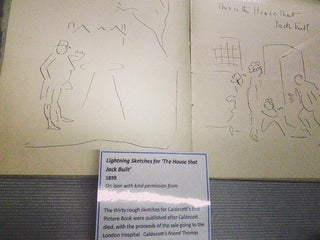 This is the House that
Jack built
Lightning Sketches for 'The House that
Jack Built'
1899
On loan with kind permission from
The thirty rough sketches for Caldecott's first
Picture Book were published after Caldecott
died, with the proceeds of the sale going to the
London Hospital. Caldecott's friend Thomas